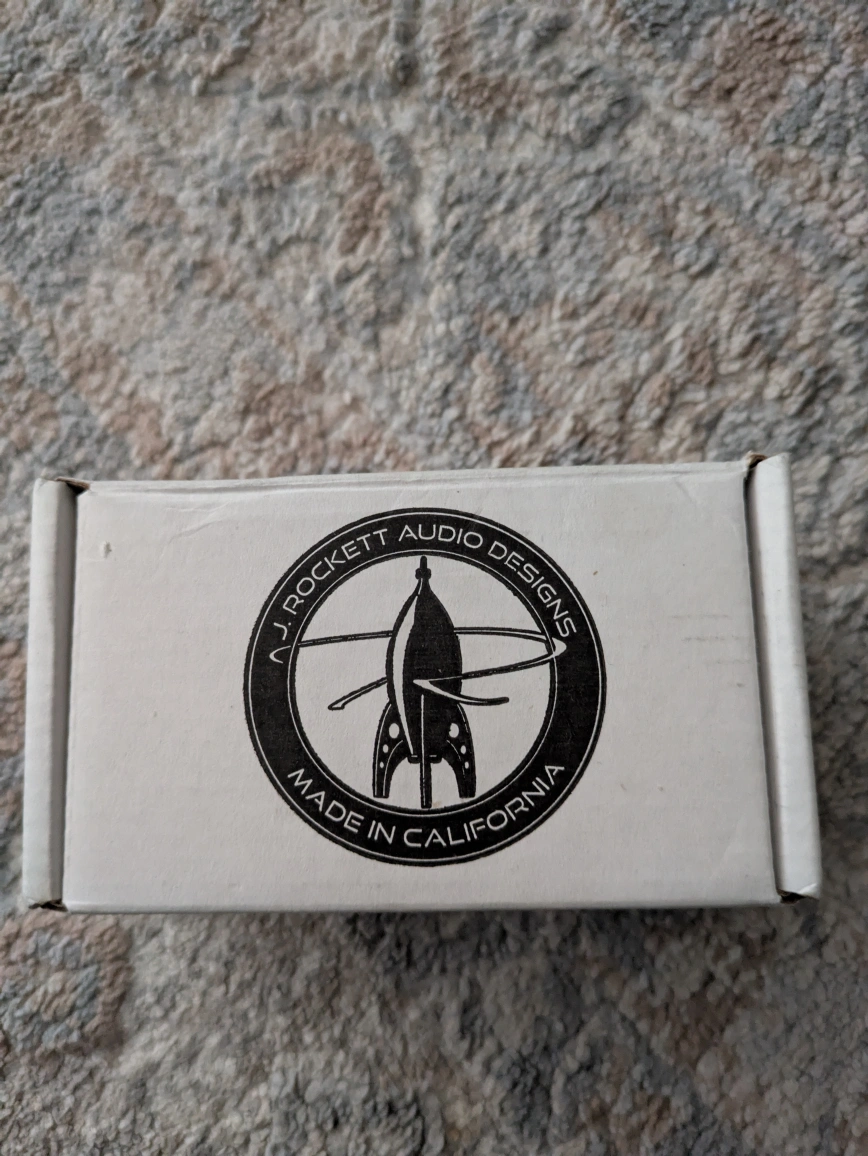 J. ROCKETT AUDIO DESIGNS
MADE IN CALIFORNIA